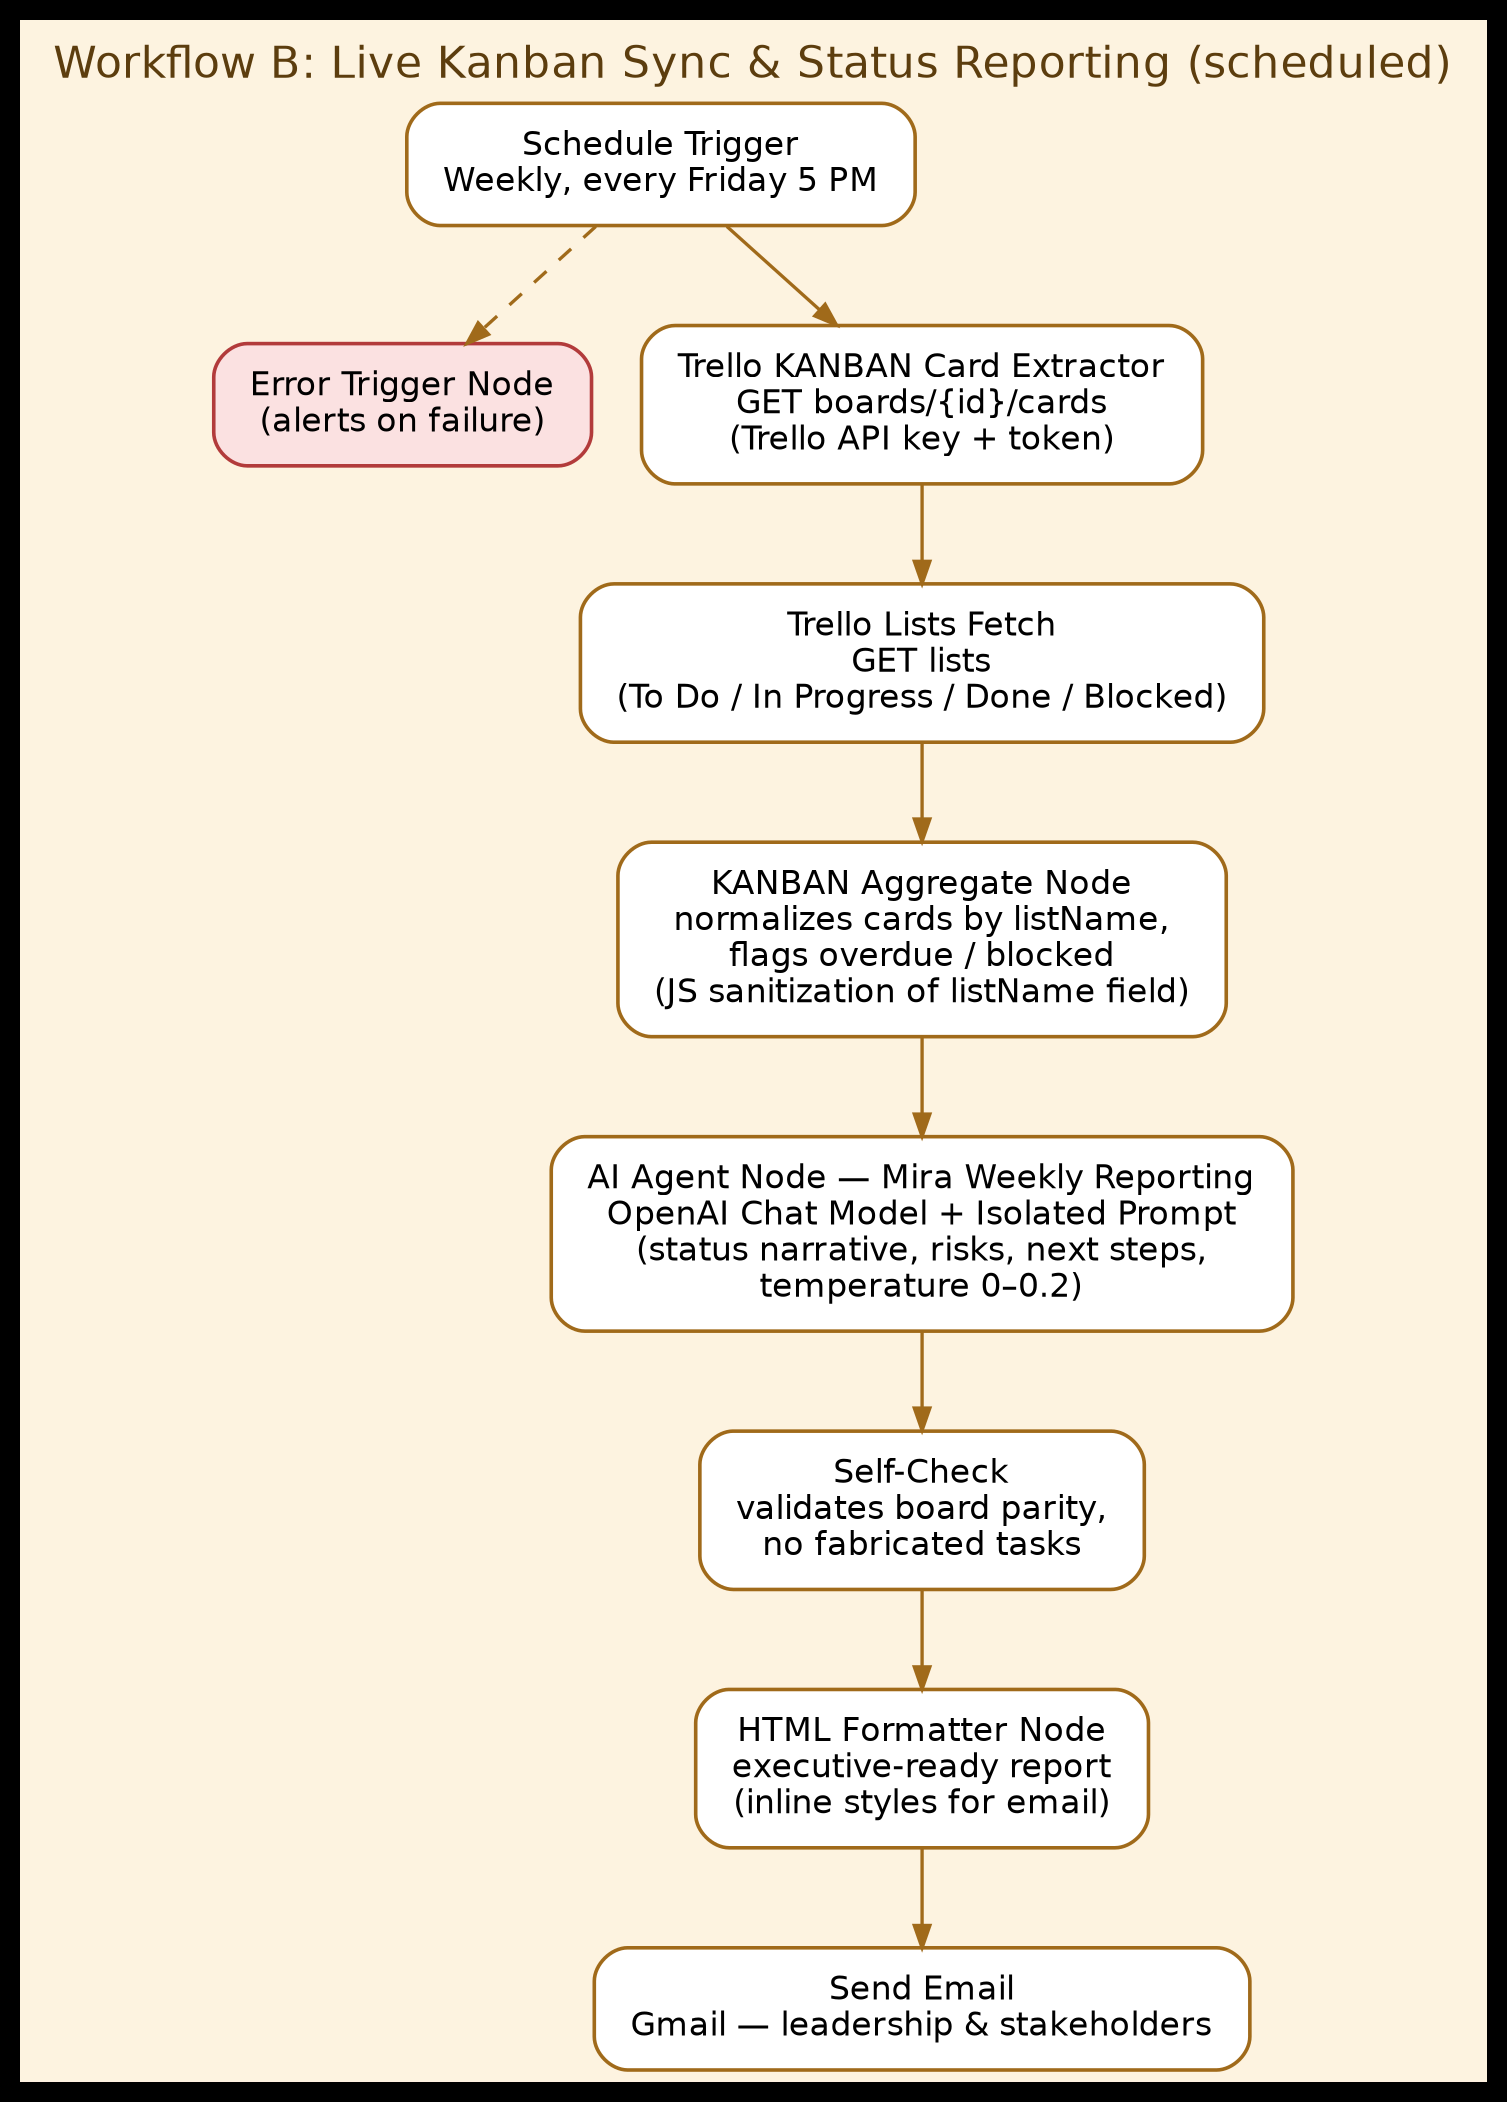 Workflow B: Live Kanban Sync & Status Reporting (scheduled)
Schedule Trigger
Weekly, every Friday 5 PM
Error Trigger Node
(alerts on failure)
Trello KANBAN Card Extractor
GET boards/{id}/cards
(Trello API key + token)
Trello Lists Fetch
GET lists
(To Do / In Progress / Done / Blocked)
KANBAN Aggregate Node
normalizes cards by listName,
flags overdue / blocked
(JS sanitization of listName field)
AI Agent Node — Mira Weekly Reporting
OpenAI Chat Model + Isolated Prompt
(status narrative, risks, next steps,
temperature 0–0.2)
Self-Check
validates board parity,
no fabricated tasks
HTML Formatter Node
executive-ready report
(inline styles for email)
Send Email
Gmail — leadership & stakeholders